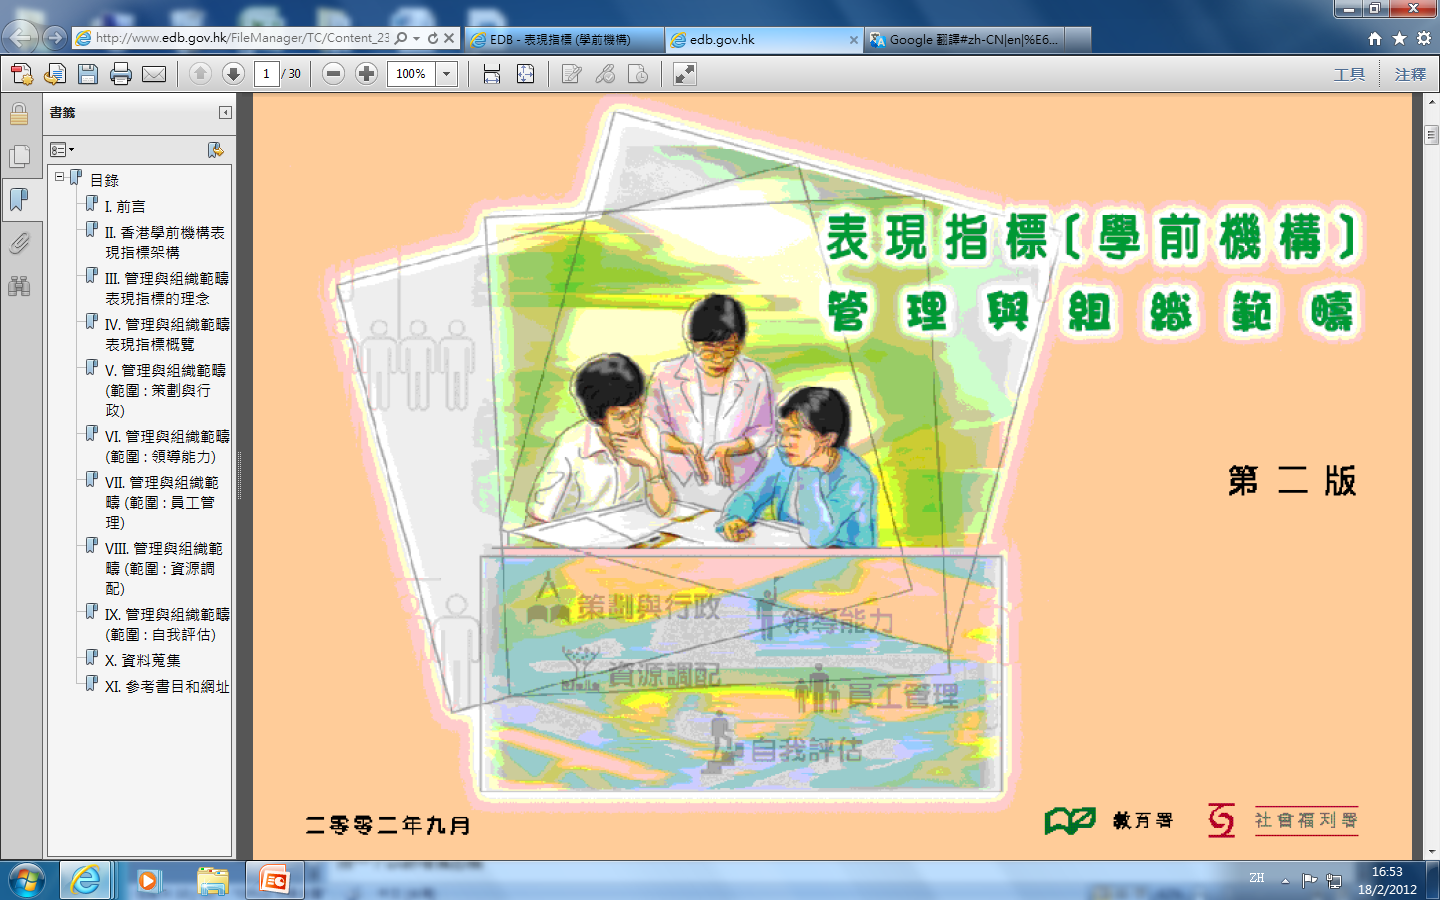 http://www.edb.gov.hk/FileManager/TC/Content_23
EDB - 表現指標 (學前機構)
edb.gov.hk
Google 翻譯#zh-CN|en|%E6...
1 / 30
100%
工具
注釋
書籤
目錄
I. 前言
II. 香港學前機構表
現指標架構
III. 管理與組織範疇
表現指標的理念
IV. 管理與組織範疇
表現指標概覽
V. 管理與組織範疇
(範圍 : 策劃與行
政)
VI. 管理與組織範疇
(範圍 : 領導能力)
VII. 管理與組織範
疇 (範圍 : 員工管
理)
VIII. 管理與組織範
疇 (範圍 : 資源調
配)
IX. 管理與組織範疇
(範圍 : 自我評估)
X. 資料蒐集
XI. 參考書目和網址
表現指標〔學前機構〕
管理與組織範疇
第二版
策劃與行政
領導能力
資源調配
員工管理
自我評估
二零零二年九月
教育署
社會福利署
ZH
16:53
18/2/2012